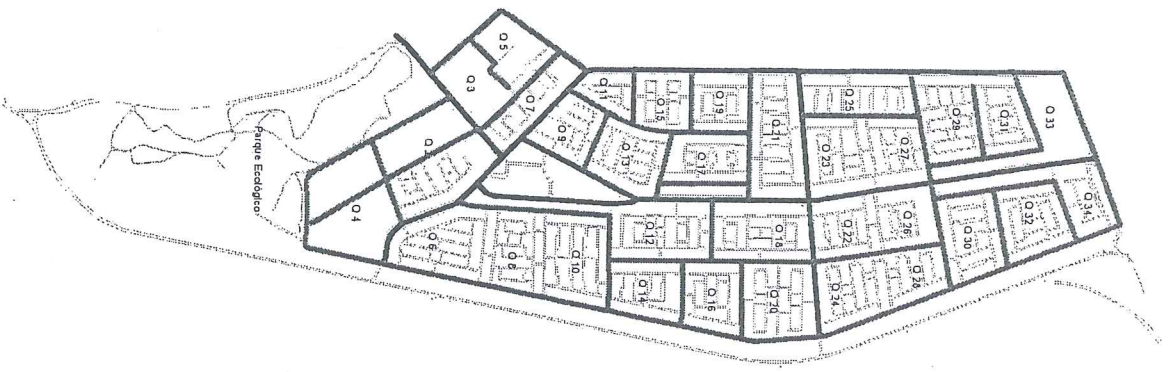 Q 5
Q 3
Q 7
Q 1
Q 4
Parque Ecológico
Q 11
Q 15
Q 19
Q 9
Q 13
Q 17
Q 21
Q 25
Q 23
Q 27
Q 29
Q 31
Q 33
Q 6
Q 8
Q 10
Q 12
Q 18
Q 14
Q 16
Q 20
Q 22
Q 26
Q 24
Q 28
Q 30
Q 32
Q 34